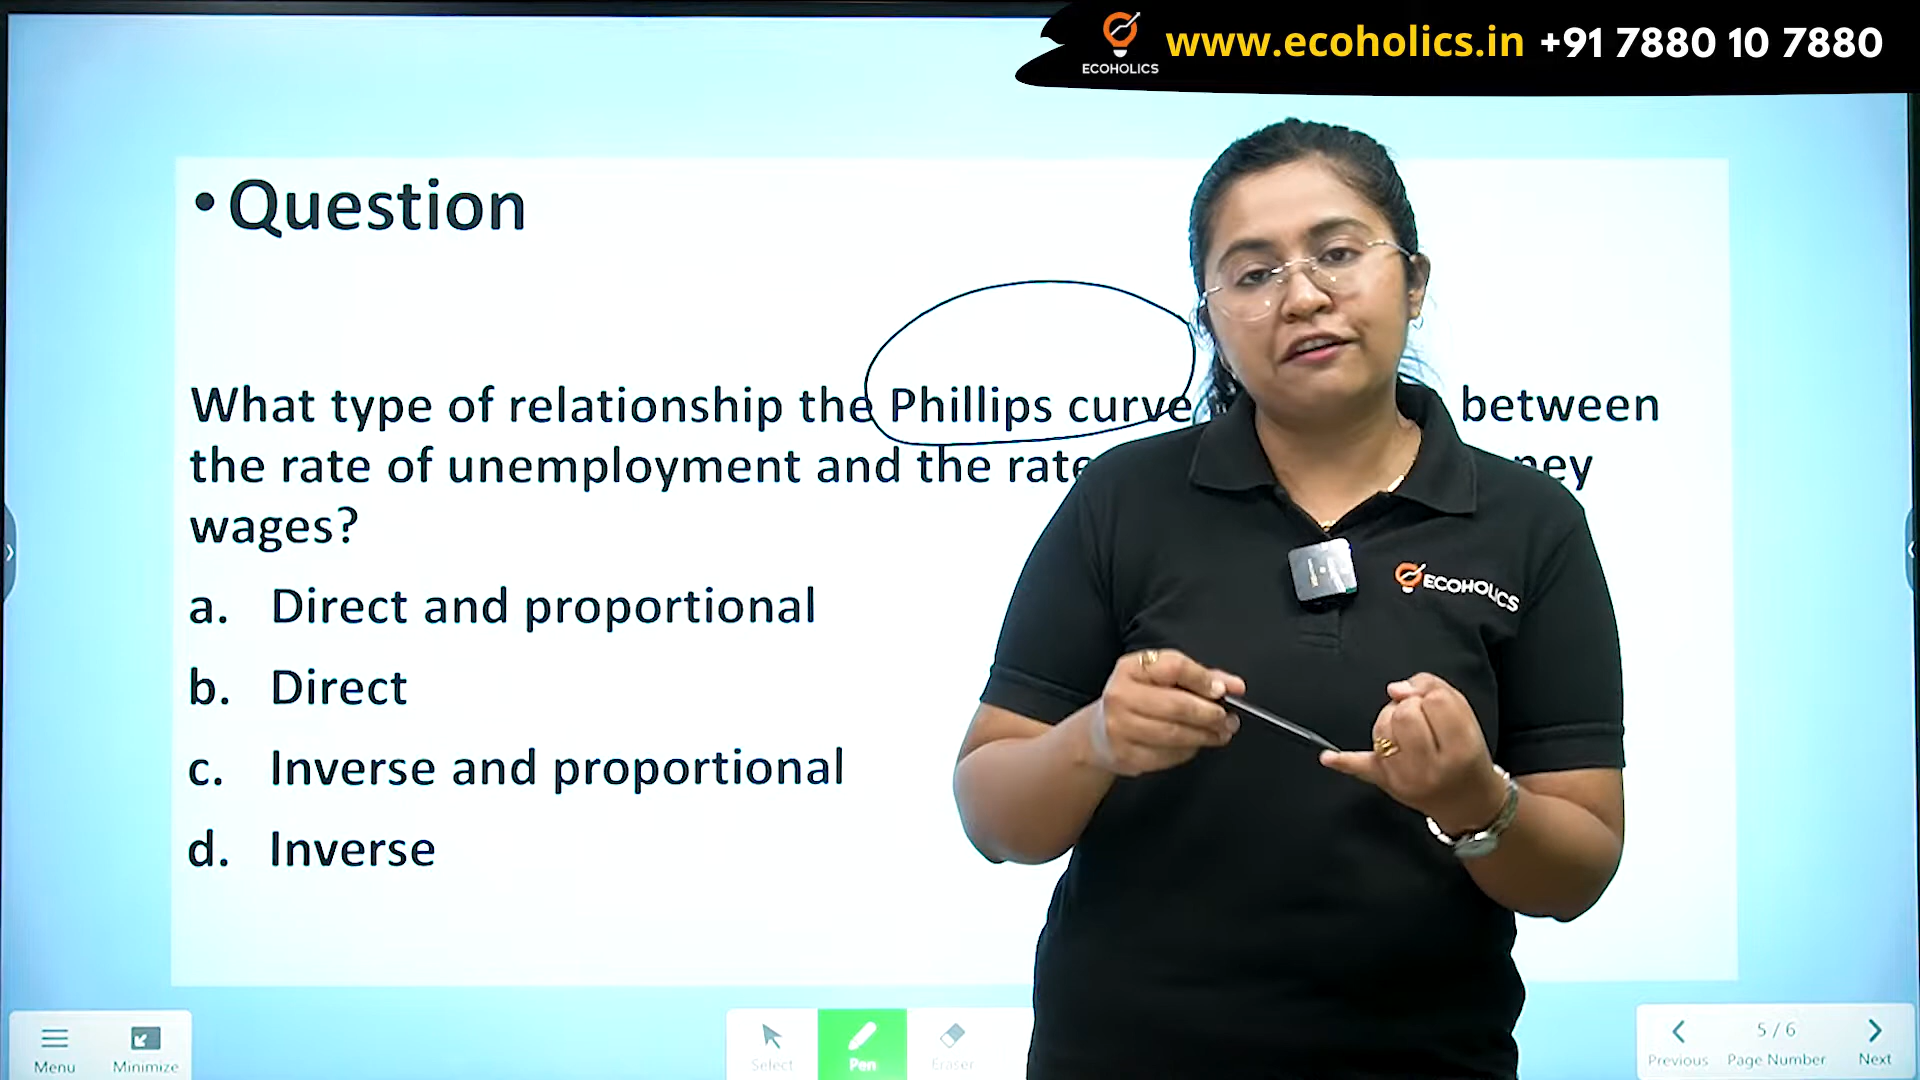 www.ecoholics.in +91 7880 10 7880
ECOHOLICS
• Question
What type of relationship the Phillips curve between
the rate of unemployment and the rate
wages?
a. Direct and proportional
b. Direct
c. Inverse and proportional
d. Inverse
ECOHOLICS
Menu
Minimize
Select
Pen
Eraser
5 / 6
Previous
Page Number
Next